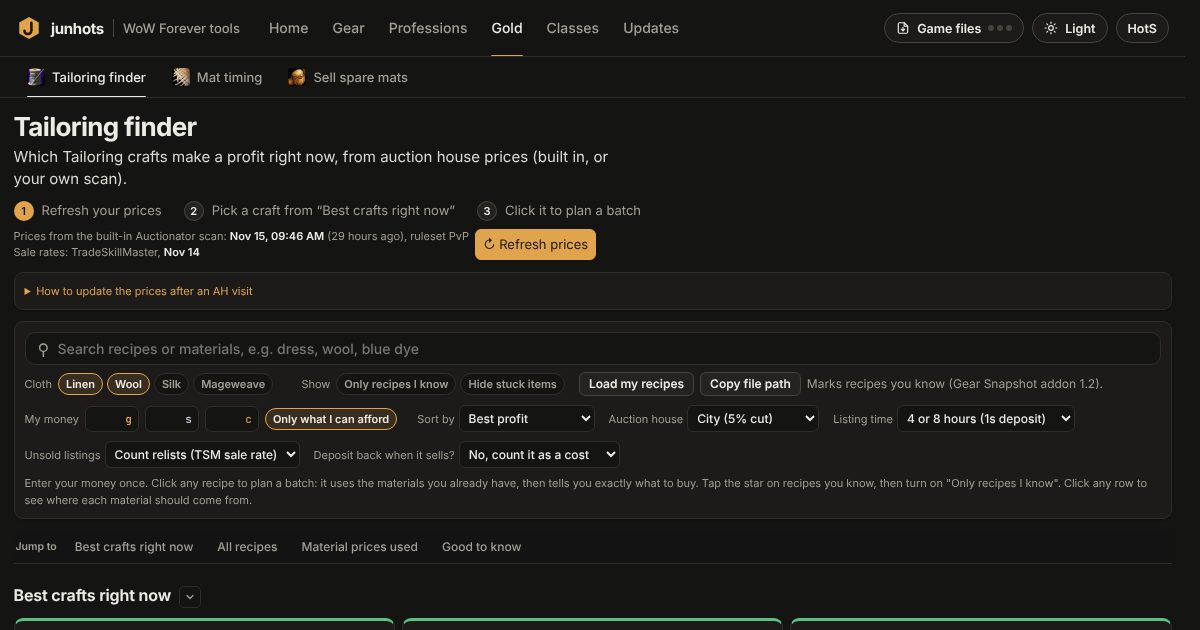 junhots WoW Forever tools Home Gear Professions Gold Classes Updates Game files Light HotS
Tailoring finder Mat timing Sell spare mats
Tailoring finder
Which Tailoring crafts make a profit right now, from auction house prices (built in, or
your own scan).
1 Refresh your prices 2 Pick a craft from “Best crafts right now” 3 Click it to plan a batch
Prices from the built-in Auctionator scan: Nov 15, 09:46 AM (29 hours ago), ruleset PvP
Sale rates: TradeSkillMaster, Nov 14
Refresh prices
How to update the prices after an AH visit
Search recipes or materials, e.g. dress, wool, blue dye
Cloth Linen Wool Silk Mageweave Show Only recipes I know Hide stuck items Load my recipes Copy file path Marks recipes you know (Gear Snapshot addon 1.2).
My money g s c Only what I can afford Sort by Best profit Auction house City (5% cut) Listing time 4 or 8 hours (1s deposit)
Unsold listings Count relists (TSM sale rate) Deposit back when it sells? No, count it as a cost
Enter your money once. Click any recipe to plan a batch: it uses the materials you already have, then tells you exactly what to buy. Tap the star on recipes you know, then turn on "Only recipes I know". Click any row to
see where each material should come from.
Jump to Best crafts right now All recipes Material prices used Good to know
Best crafts right now